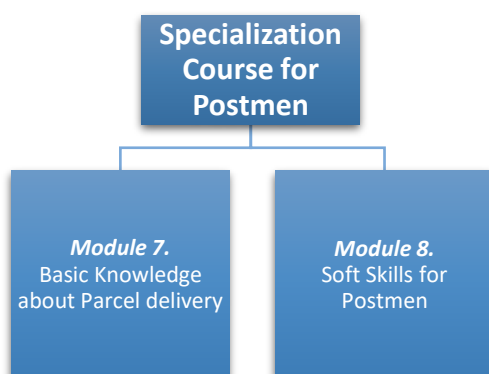 Specialization
Course for
Postmen
Module 7.
Basic Knowledge
about Parcel delivery
Module 8.
Soft Skills for
Postmen